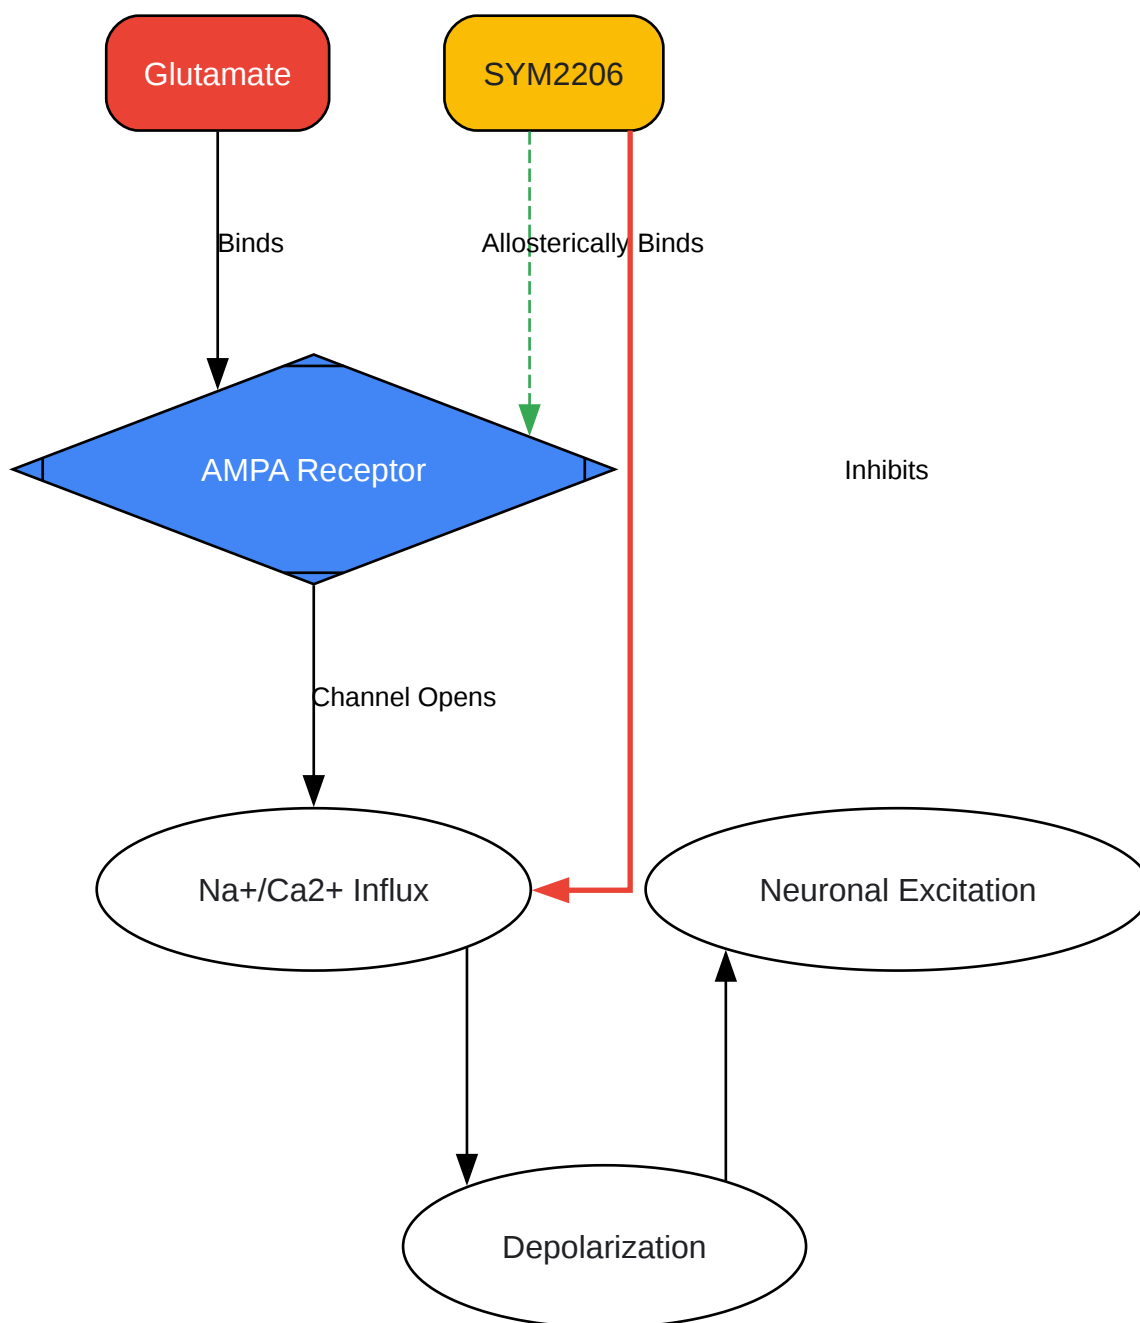 Glutamate
SYM2206
Binds
Allosterically Binds
AMPA Receptor
Inhibits
Channel Opens
Na+/Ca2+ Influx
Neuronal Excitation
Depolarization